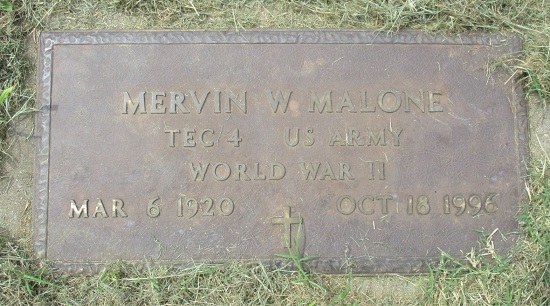 MERVIN W MALONE
TEC/4 US ARMY
WORLD WAR II
MAR 6 1920 OCT 18 1996